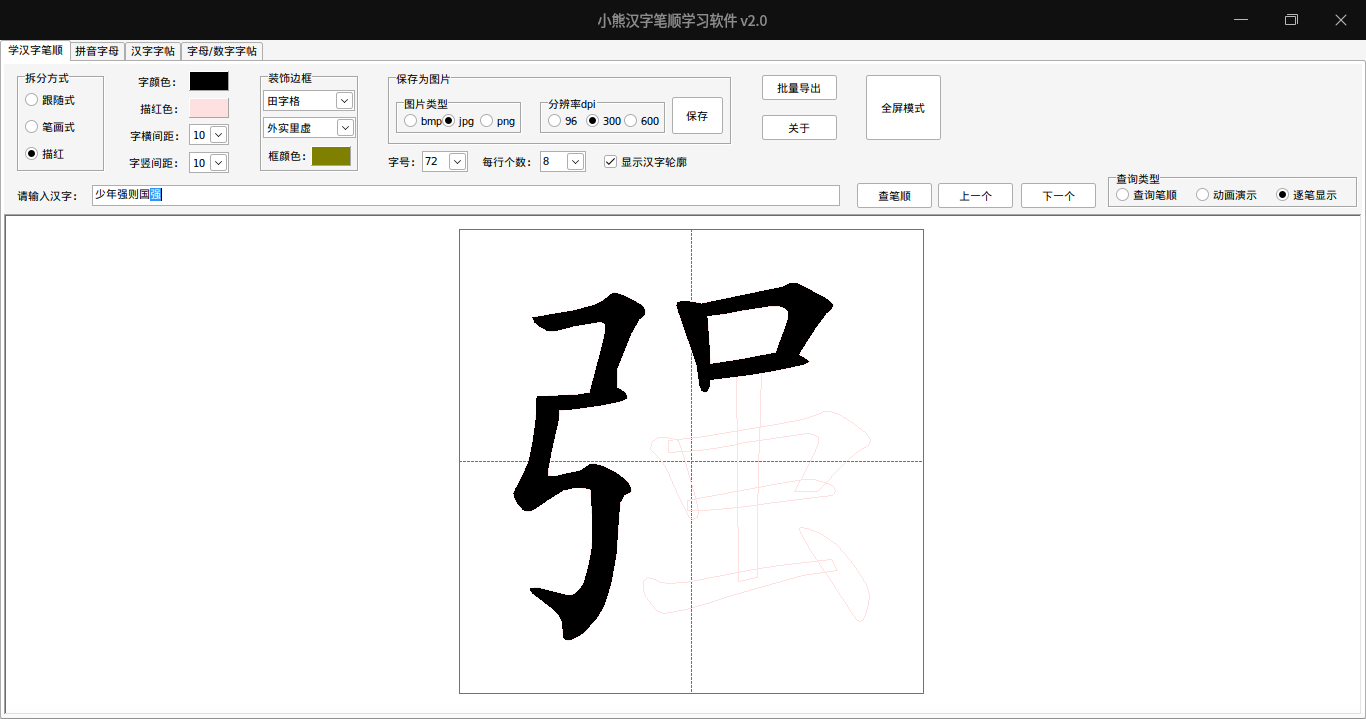 小熊汉字笔顺学习软件 v2.0
学汉字笔顺 拼音字母 汉字字帖 字母/数字字帖
拆分方式
跟随式
笔画式
描红
字颜色：
描红色：
字横间距： 10
字竖间距： 10
装饰边框
田字格
外实里虚
框颜色：
保存为图片
图片类型
bmp jpg png
分辨率dpi
96 300 600
保存
字号： 72 每行个数： 8 显示汉字轮廓
批量导出
关于
全屏模式
请输入汉字： 少年强则国强
查笔顺 上一个 下一个
查询类型
查询笔顺 动画演示 逐笔显示
强